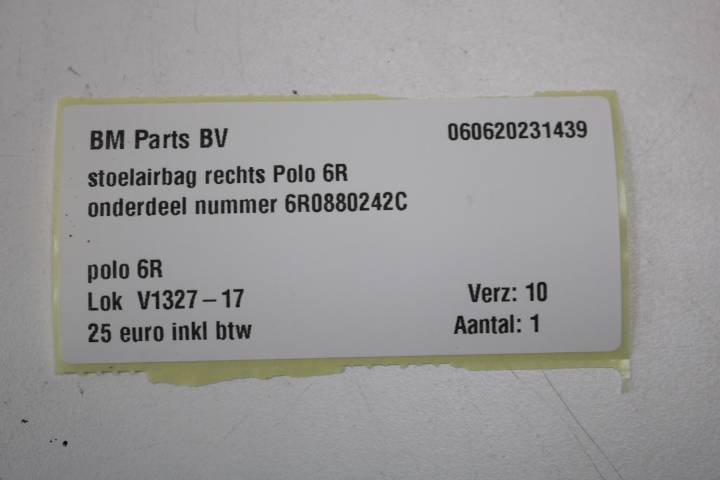 BM Parts BV 060620231439
stoelairbag rechts Polo 6R
onderdeel nummer 6R0880242C
polo 6R
Lok V1327-17 Verz: 10
25 euro inkl btw Aantal: 1